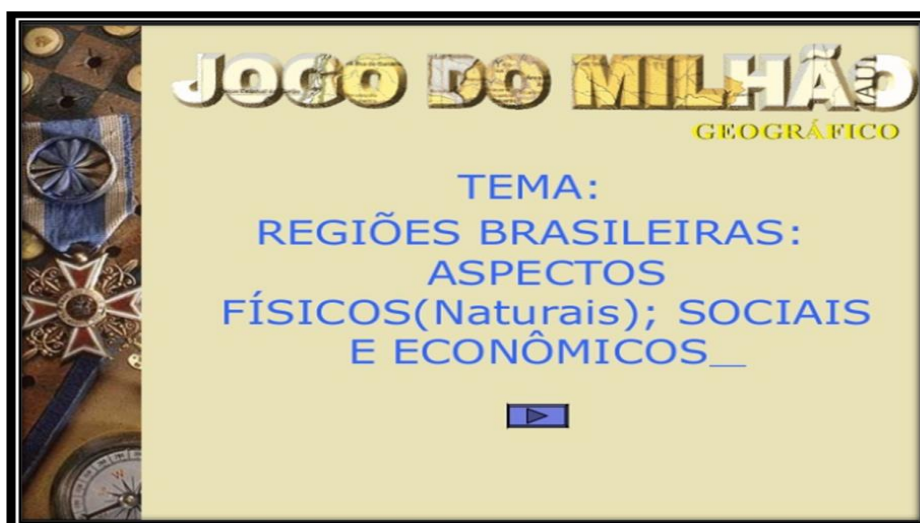 JOGO DO MILHÃO
GEOGRÁFICO
TEMA:
REGIÕES BRASILEIRAS:
ASPECTOS
FÍSICOS(Naturais); SOCIAIS
E ECONÔMICOS_